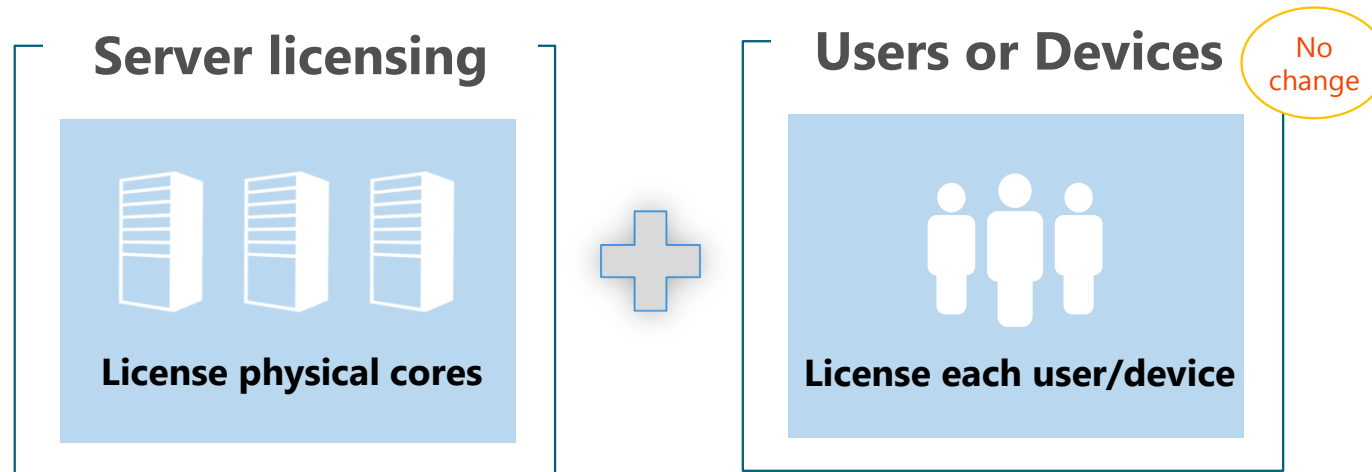 Server licensing
License physical cores
Users or Devices
No
change
License each user/device